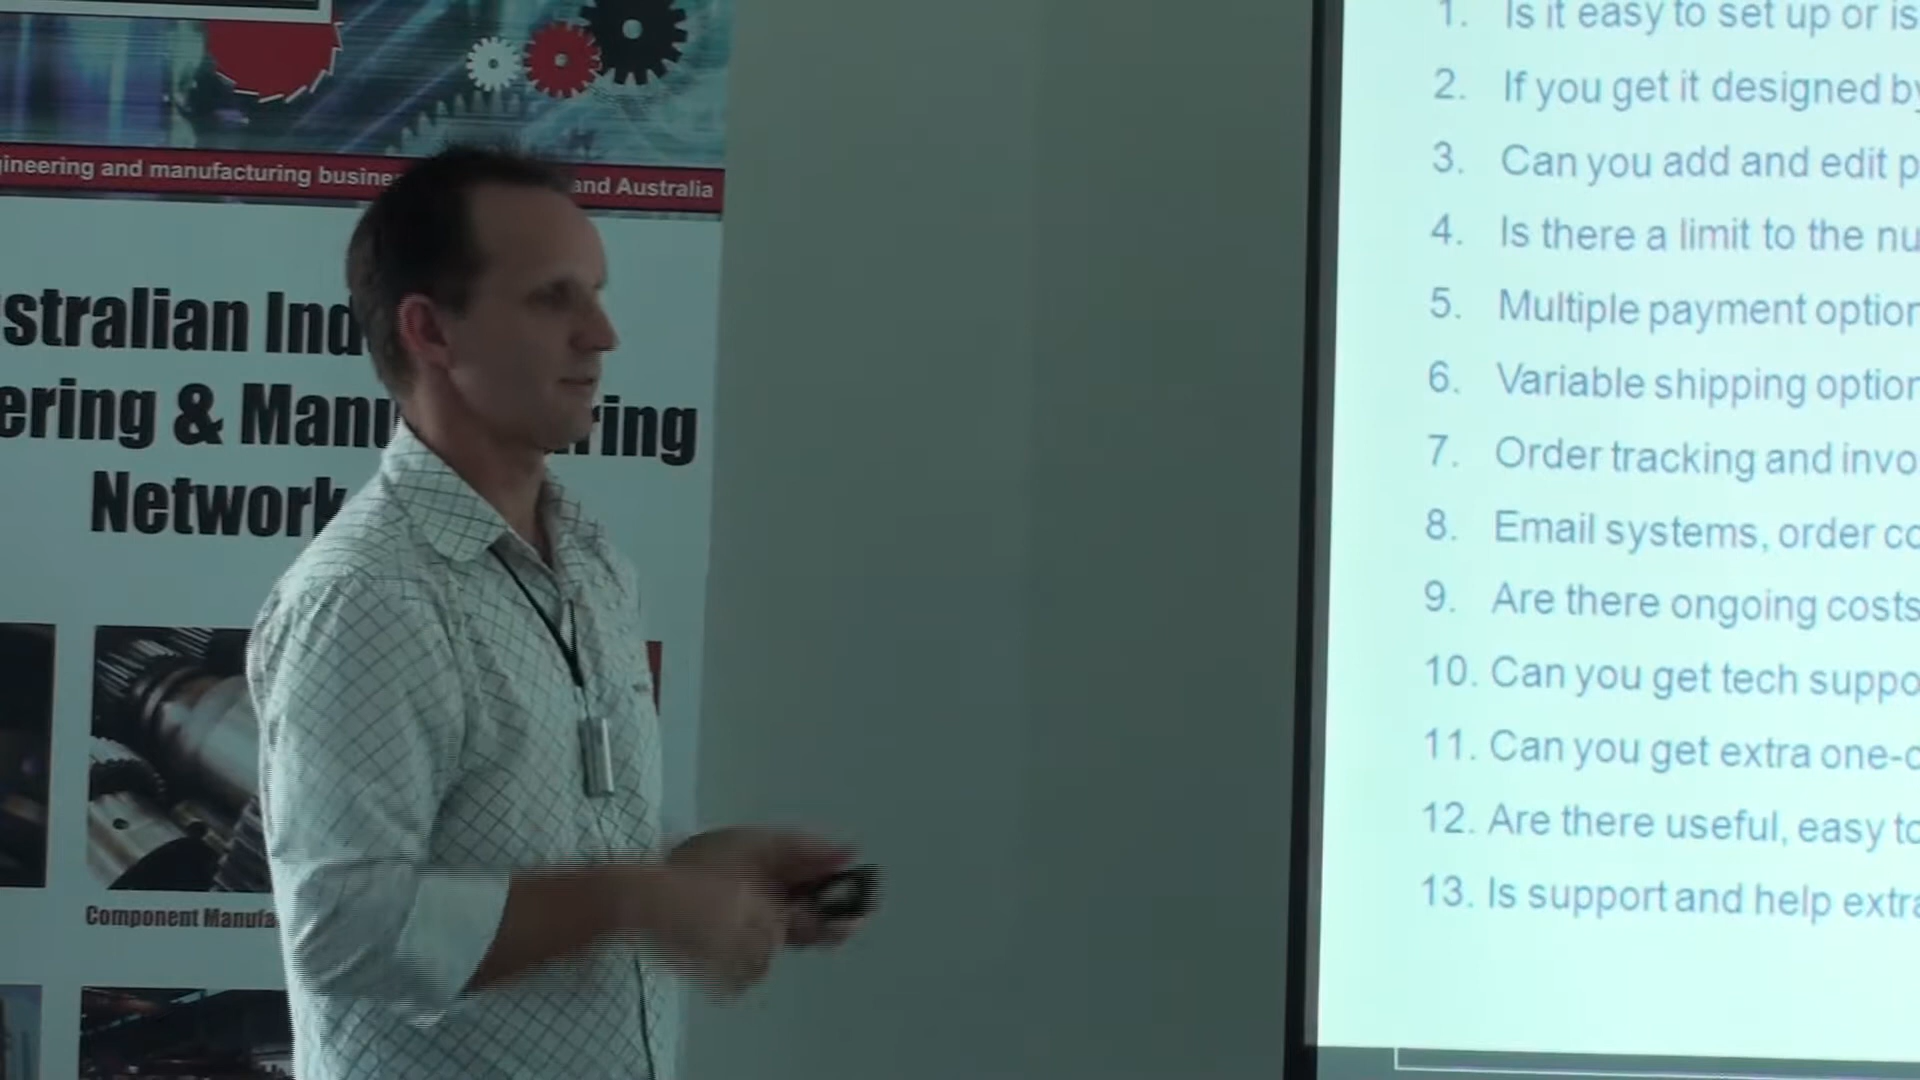 ineering and manufacturing busine and Australia
stralian Ind
ering & Manu ring
Network
Component Manufa
1. Is it easy to set up or is
2. If you get it designed by
3. Can you add and edit p
4. Is there a limit to the nu
5. Multiple payment option
6. Variable shipping option
7. Order tracking and invo
8. Email systems, order co
9. Are there ongoing costs
10. Can you get tech suppo
11. Can you get extra one-o
12. Are there useful, easy to
13. Is support and help extra